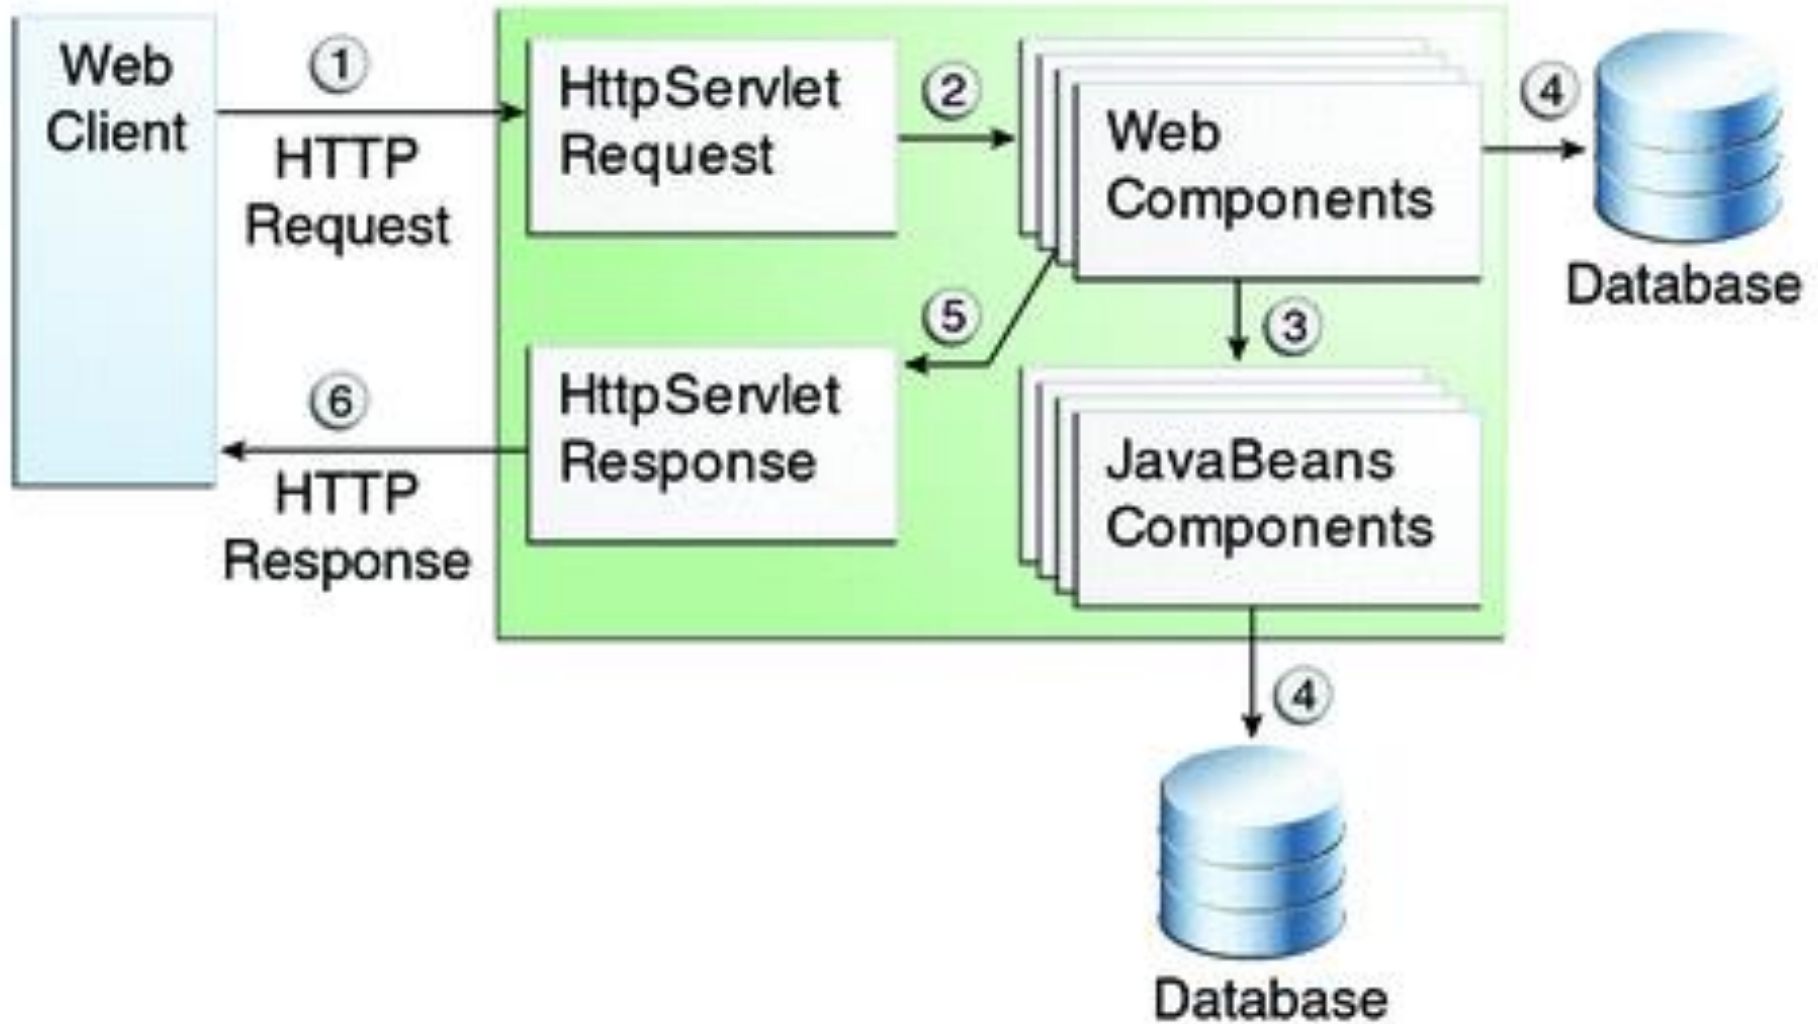 Web
Client
1
HTTP
Request
HttpServlet
Request
2
Web
Components
4
Database
5
3
6
HTTP
Response
HttpServlet
Response
JavaBeans
Components
4
Database